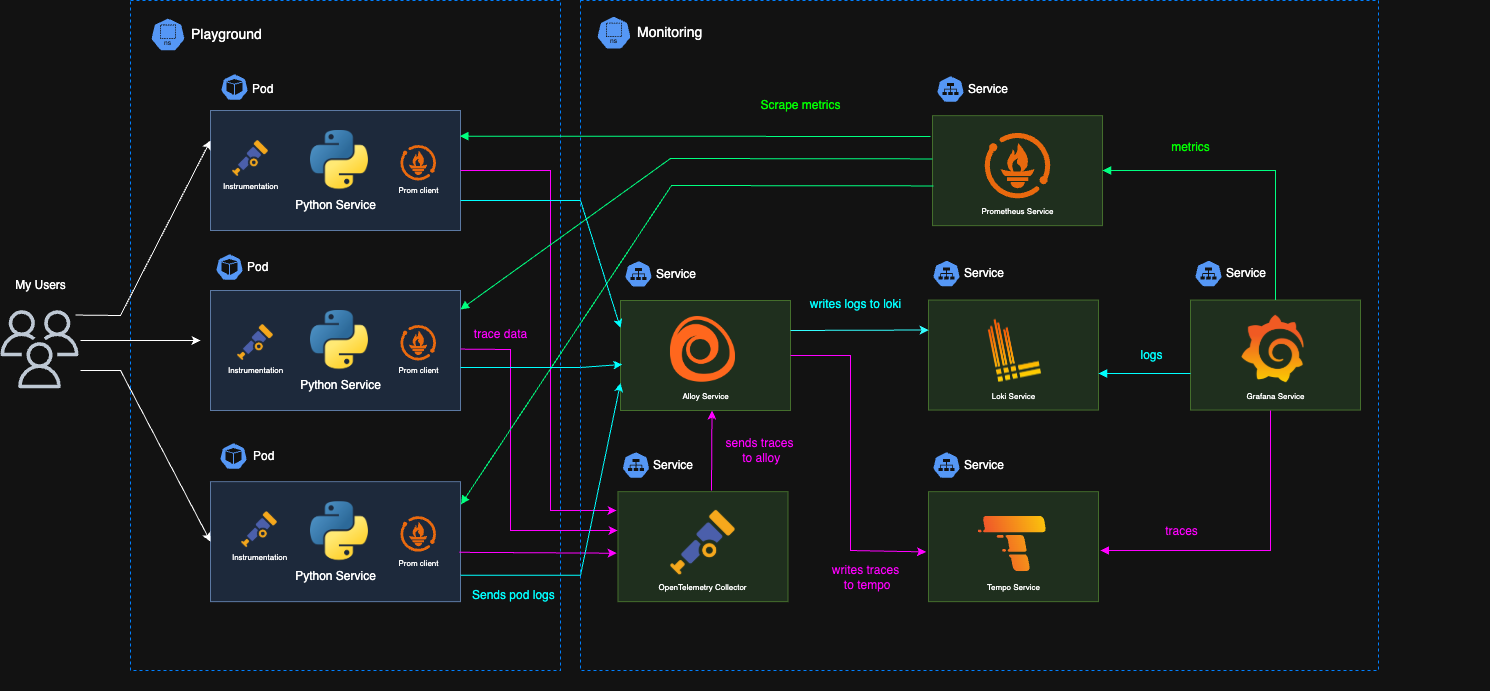 ns
Playground
ns
Monitoring
Pod
Instrumentation
Prom client
Python Service
Scrape metrics
Service
Prometheus Service
metrics
My Users
Pod
Instrumentation
Prom client
Python Service
trace data
Service
Alloy Service
writes logs to loki
Service
Loki Service
logs
Service
Grafana Service
Pod
Instrumentation
Prom client
Python Service
Sends pod logs
sends traces
to alloy
Service
OpenTelemetry Collector
writes traces
to tempo
Service
Tempo Service
traces